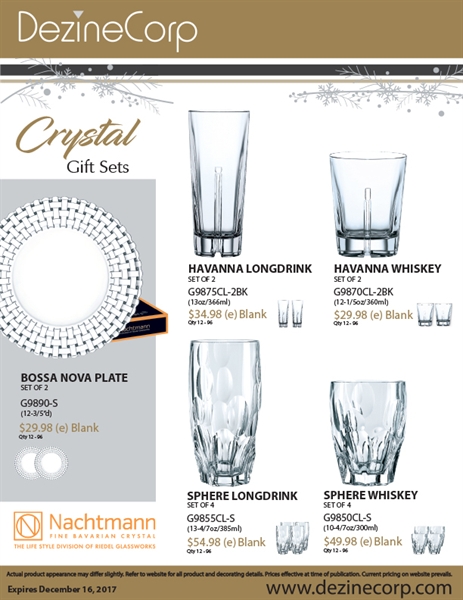 DezineCorp
Crystal
Gift Sets
HAVANNA LONGDRINK
SET OF 2
G9875CL-2BK
(13oz/366ml)
$34.98 (e) Blank
Qty 12 - 96
HAVANNA WHISKEY
SET OF 2
G9870CL-2BK
(12-1/5oz/360ml)
$29.98 (e) Blank
Qty 12 - 96
Nachtmann
BOSSA NOVA PLATE
SET OF 2
G9890-S
(12-3/5"d)
$29.98 (e) Blank
Qty 12 - 96
SPHERE LONGDRINK
SET OF 4
G9855CL-S
(13-4/7oz/385ml)
$54.98 (e) Blank
Qty 12 - 96
SPHERE WHISKEY
SET OF 4
G9850CL-S
(10-4/7oz/300ml)
$49.98 (e) Blank
Qty 12 - 96
Nachtmann
FINE BAVARIAN CRYSTAL
THE LIFE STYLE DIVISION OF RIEDEL GLASSWORKS
Actual product appearance may differ slightly. Refer to website for all product and decorating details. Prices effective at time of publication. Current pricing on website prevails.
Expires December 16, 2017
www.dezinecorp.com